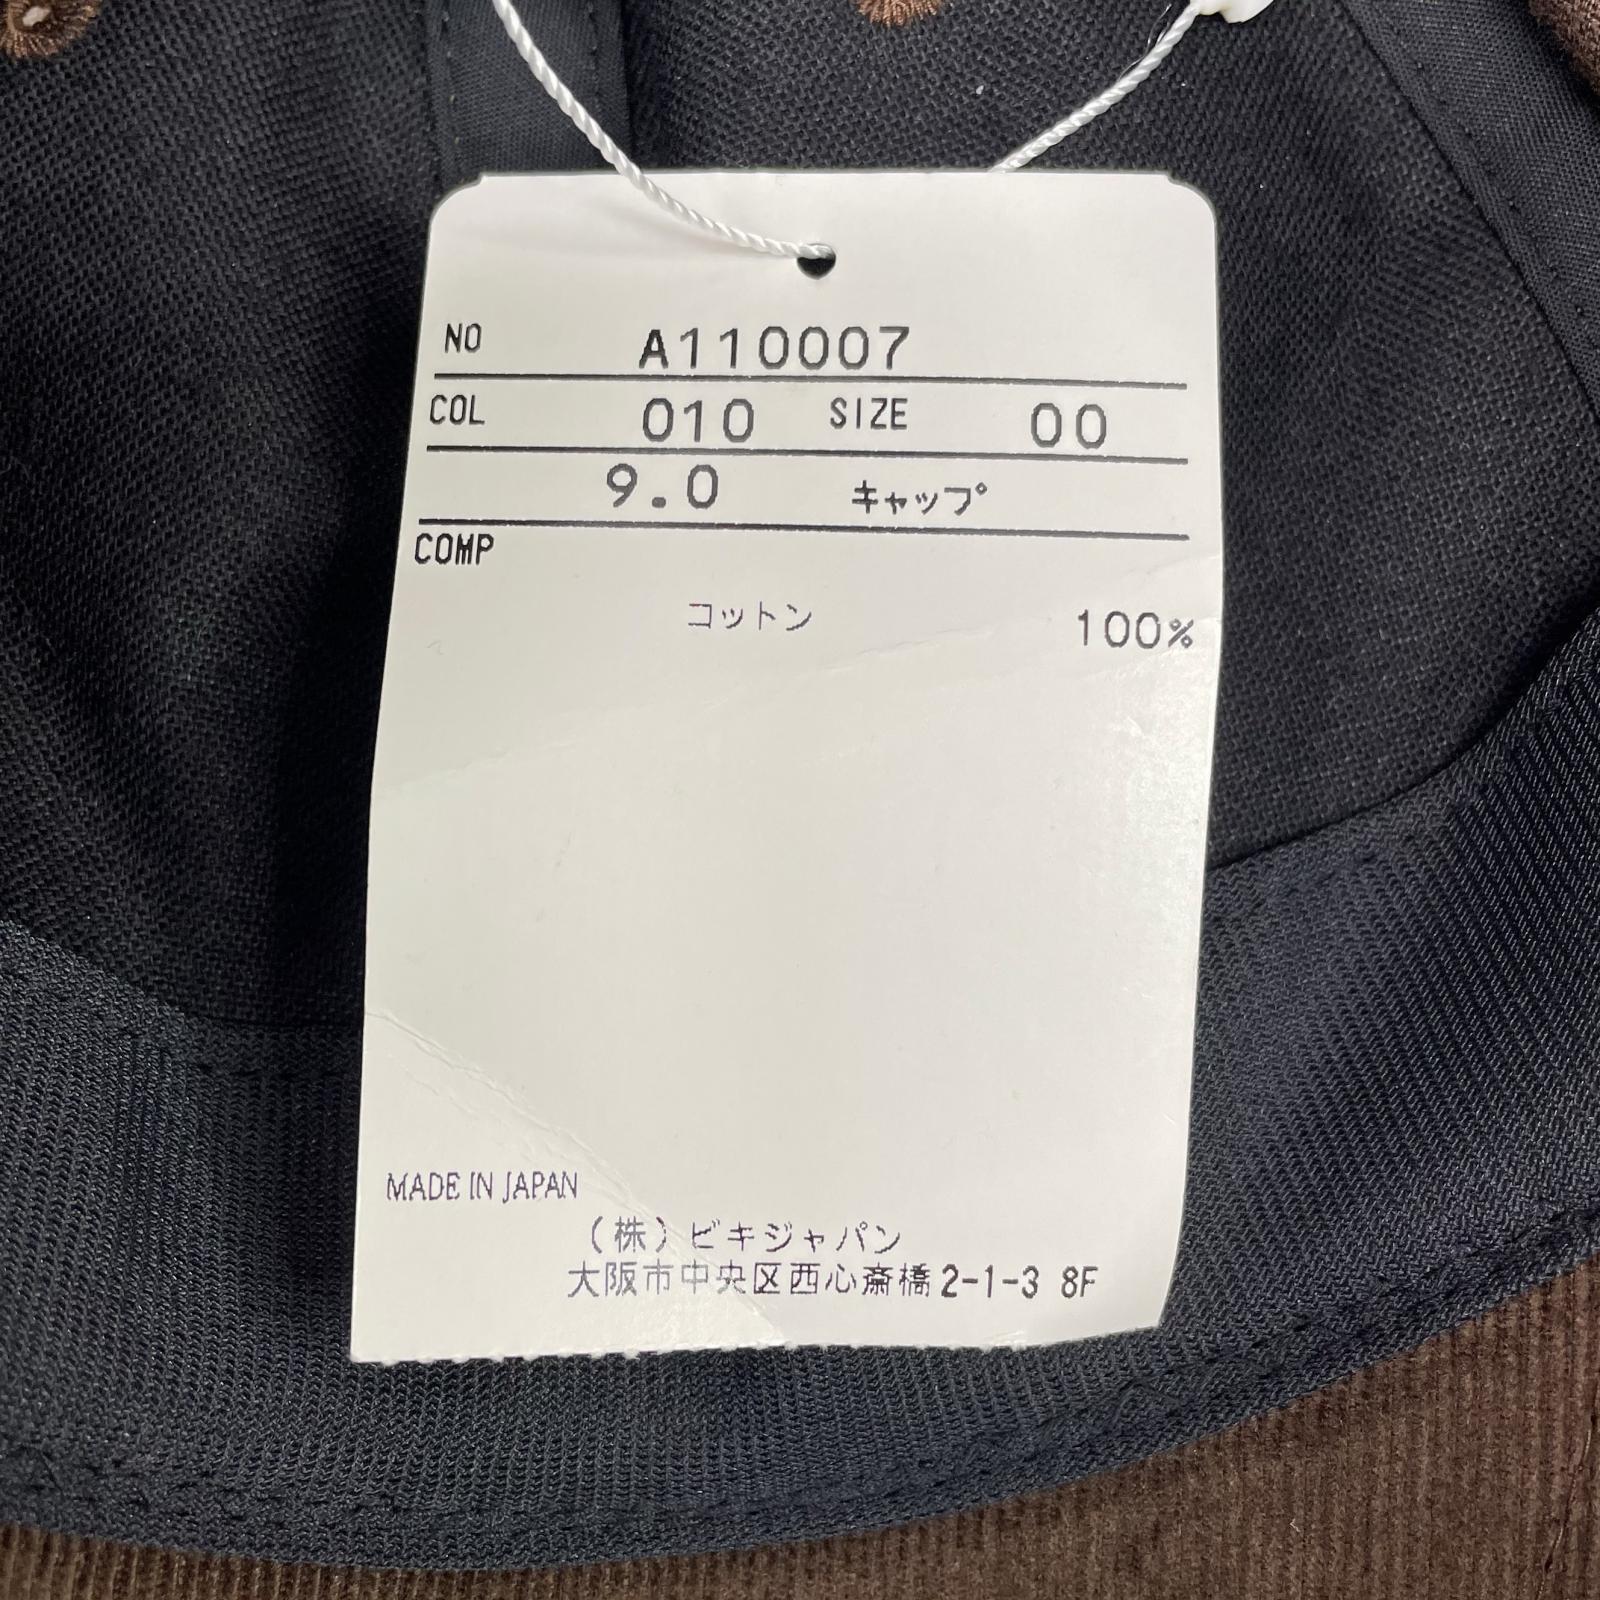 NO A110007
COL 010 SIZE 00
9.0 キャップ
COMP
コットン 100%
MADE IN JAPAN
(株)ビキジャパン
大阪市中央区西心斎橋2-1-3 8F